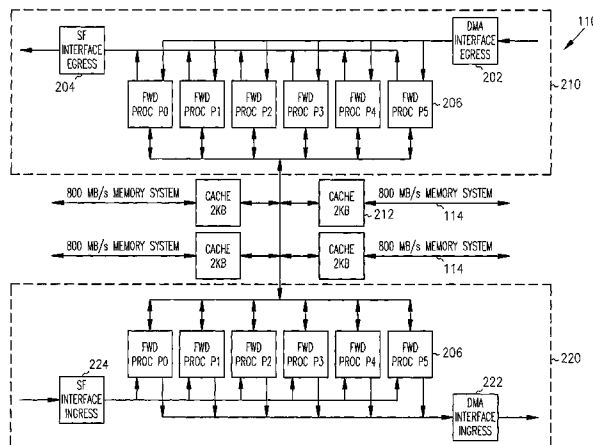 SF
INTERFACE
EGRESS
204
DMA
INTERFACE
EGRESS
202
116
210
FWD
PROC P0
FWD
PROC P1
FWD
PROC P2
FWD
PROC P3
FWD
PROC P4
FWD
PROC P5
206
800 MB/s MEMORY SYSTEM
CACHE
2KB
CACHE
2KB
212
800 MB/s MEMORY SYSTEM
114
800 MB/s MEMORY SYSTEM
CACHE
2KB
CACHE
2KB
800 MB/s MEMORY SYSTEM
114
FWD
PROC P0
FWD
PROC P1
FWD
PROC P2
FWD
PROC P3
FWD
PROC P4
FWD
PROC P5
206
220
224
SF
INTERFACE
INGRESS
222
DMA
INTERFACE
INGRESS